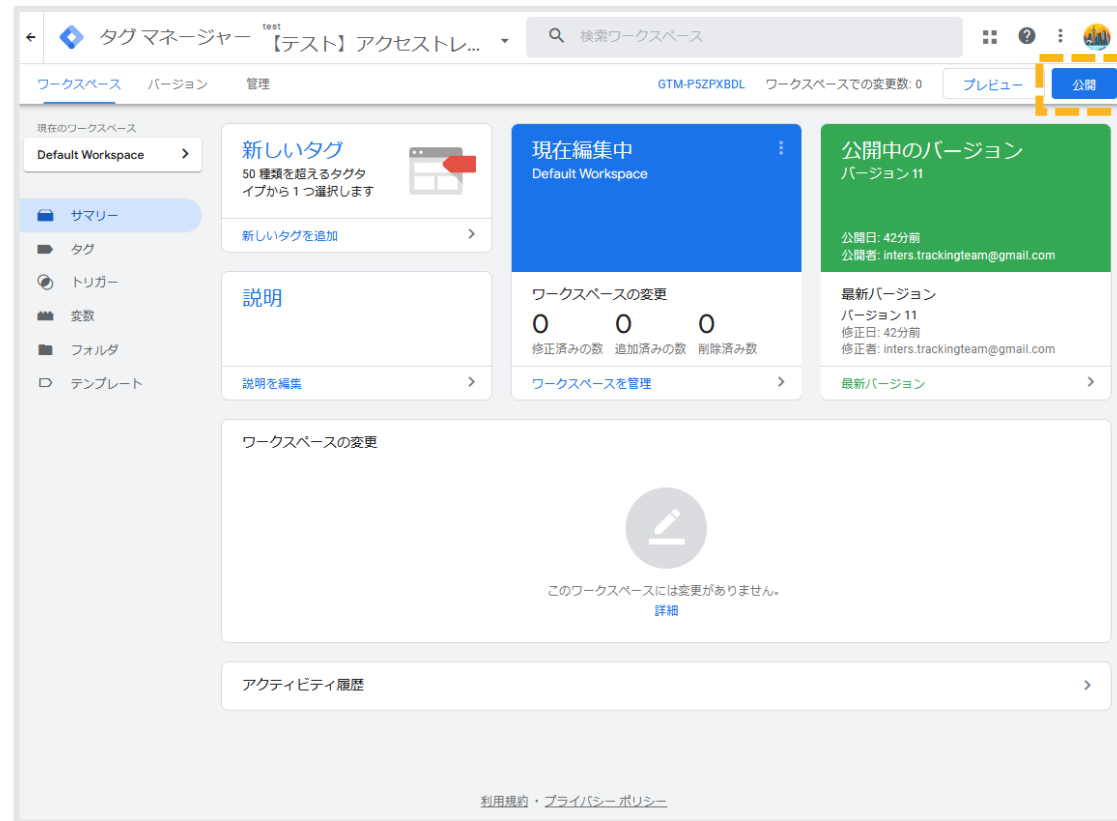 タグ マネージャー
test
【テスト】アクセストレ...
検索ワークスペース
ワークスペース
バージョン
管理
GTM-P5ZPXBDL
ワークスペースでの変更数: 0
プレビュー
公開
現在のワークスペース
Default Workspace
サマリー
タグ
トリガー
変数
フォルダ
テンプレート
新しいタグ
50 種類を超えるタグタ
イプから 1 つ選択します
新しいタグを追加
説明
説明を編集
現在編集中
Default Workspace
ワークスペースの変更
0 0 0
修正済みの数 追加済みの数 削除済み数
ワークスペースを管理
公開中のバージョン
バージョン 11
公開日: 42分前
公開者: inters.trackingteam@gmail.com
最新バージョン
バージョン 11
修正日: 42分前
修正者: inters.trackingteam@gmail.com
最新バージョン
ワークスペースの変更
このワークスペースには変更がありません。
詳細
アクティビティ履歴
利用規約・プライバシー ポリシー